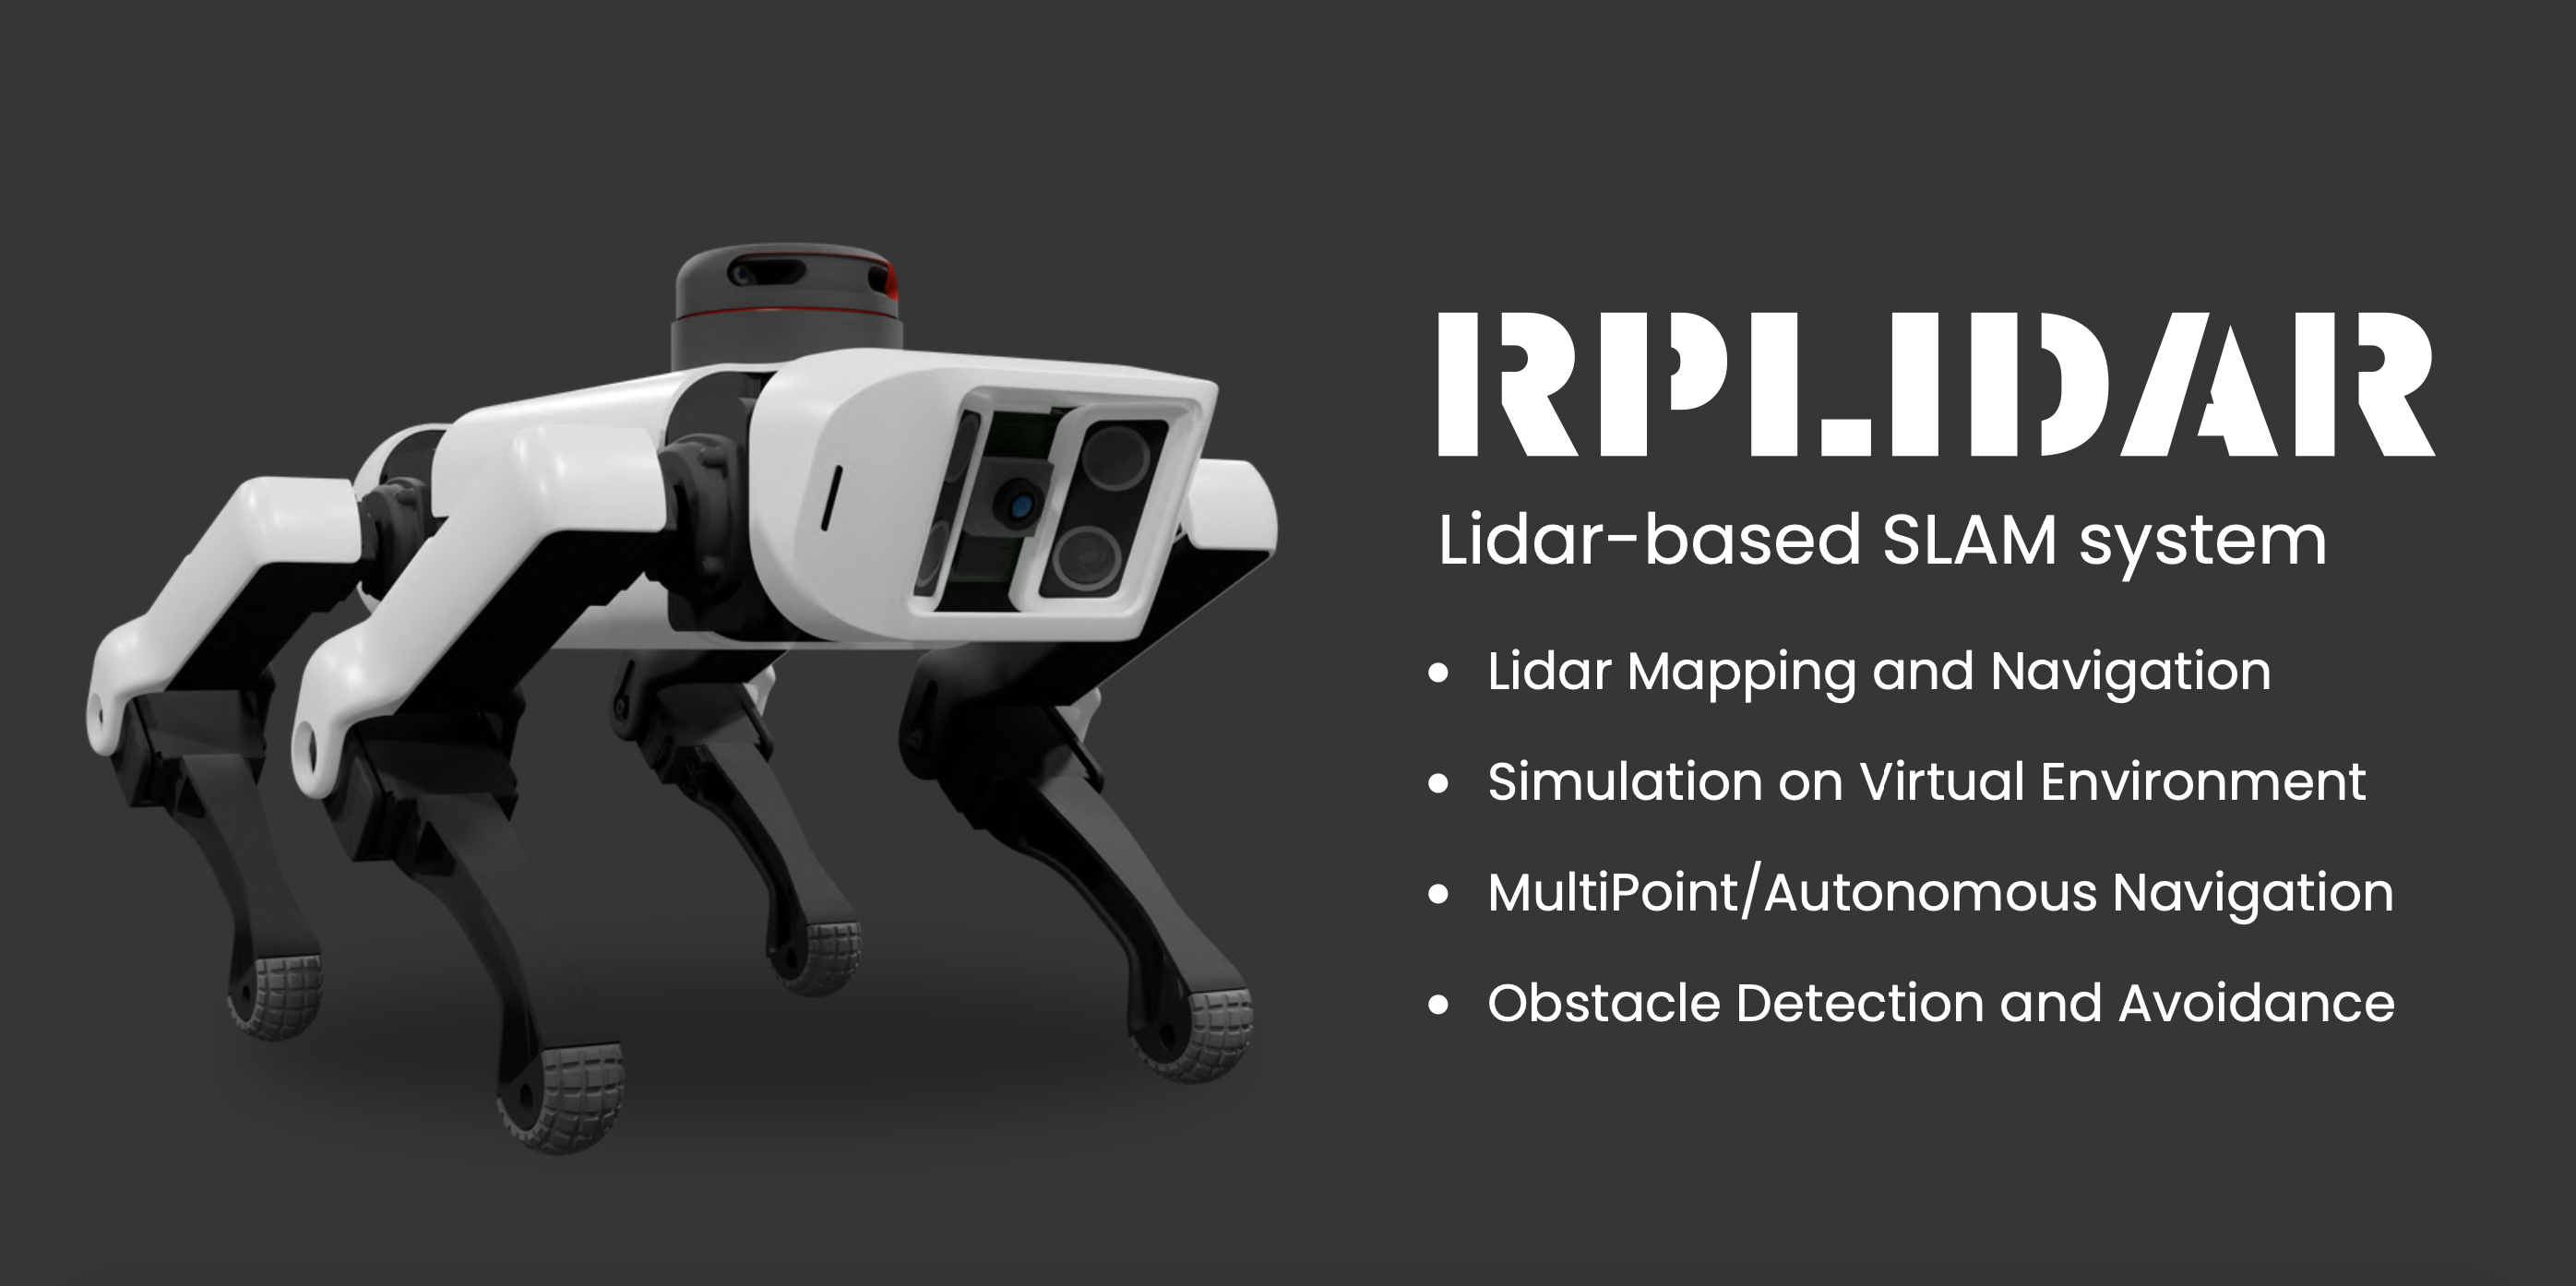 RPLIDAR
Lidar-based SLAM system
• Lidar Mapping and Navigation
• Simulation on Virtual Environment
• MultiPoint/Autonomous Navigation
• Obstacle Detection and Avoidance